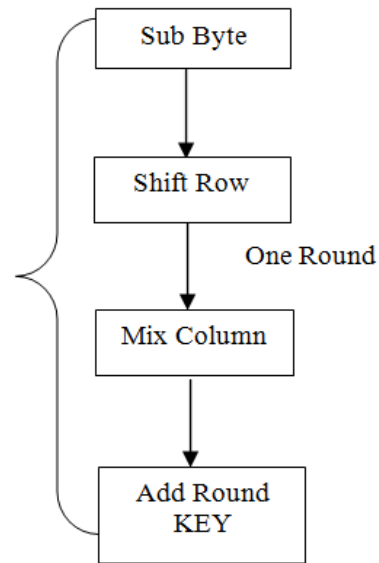 Sub Byte
Shift Row
One Round
Mix Column
Add Round
KEY